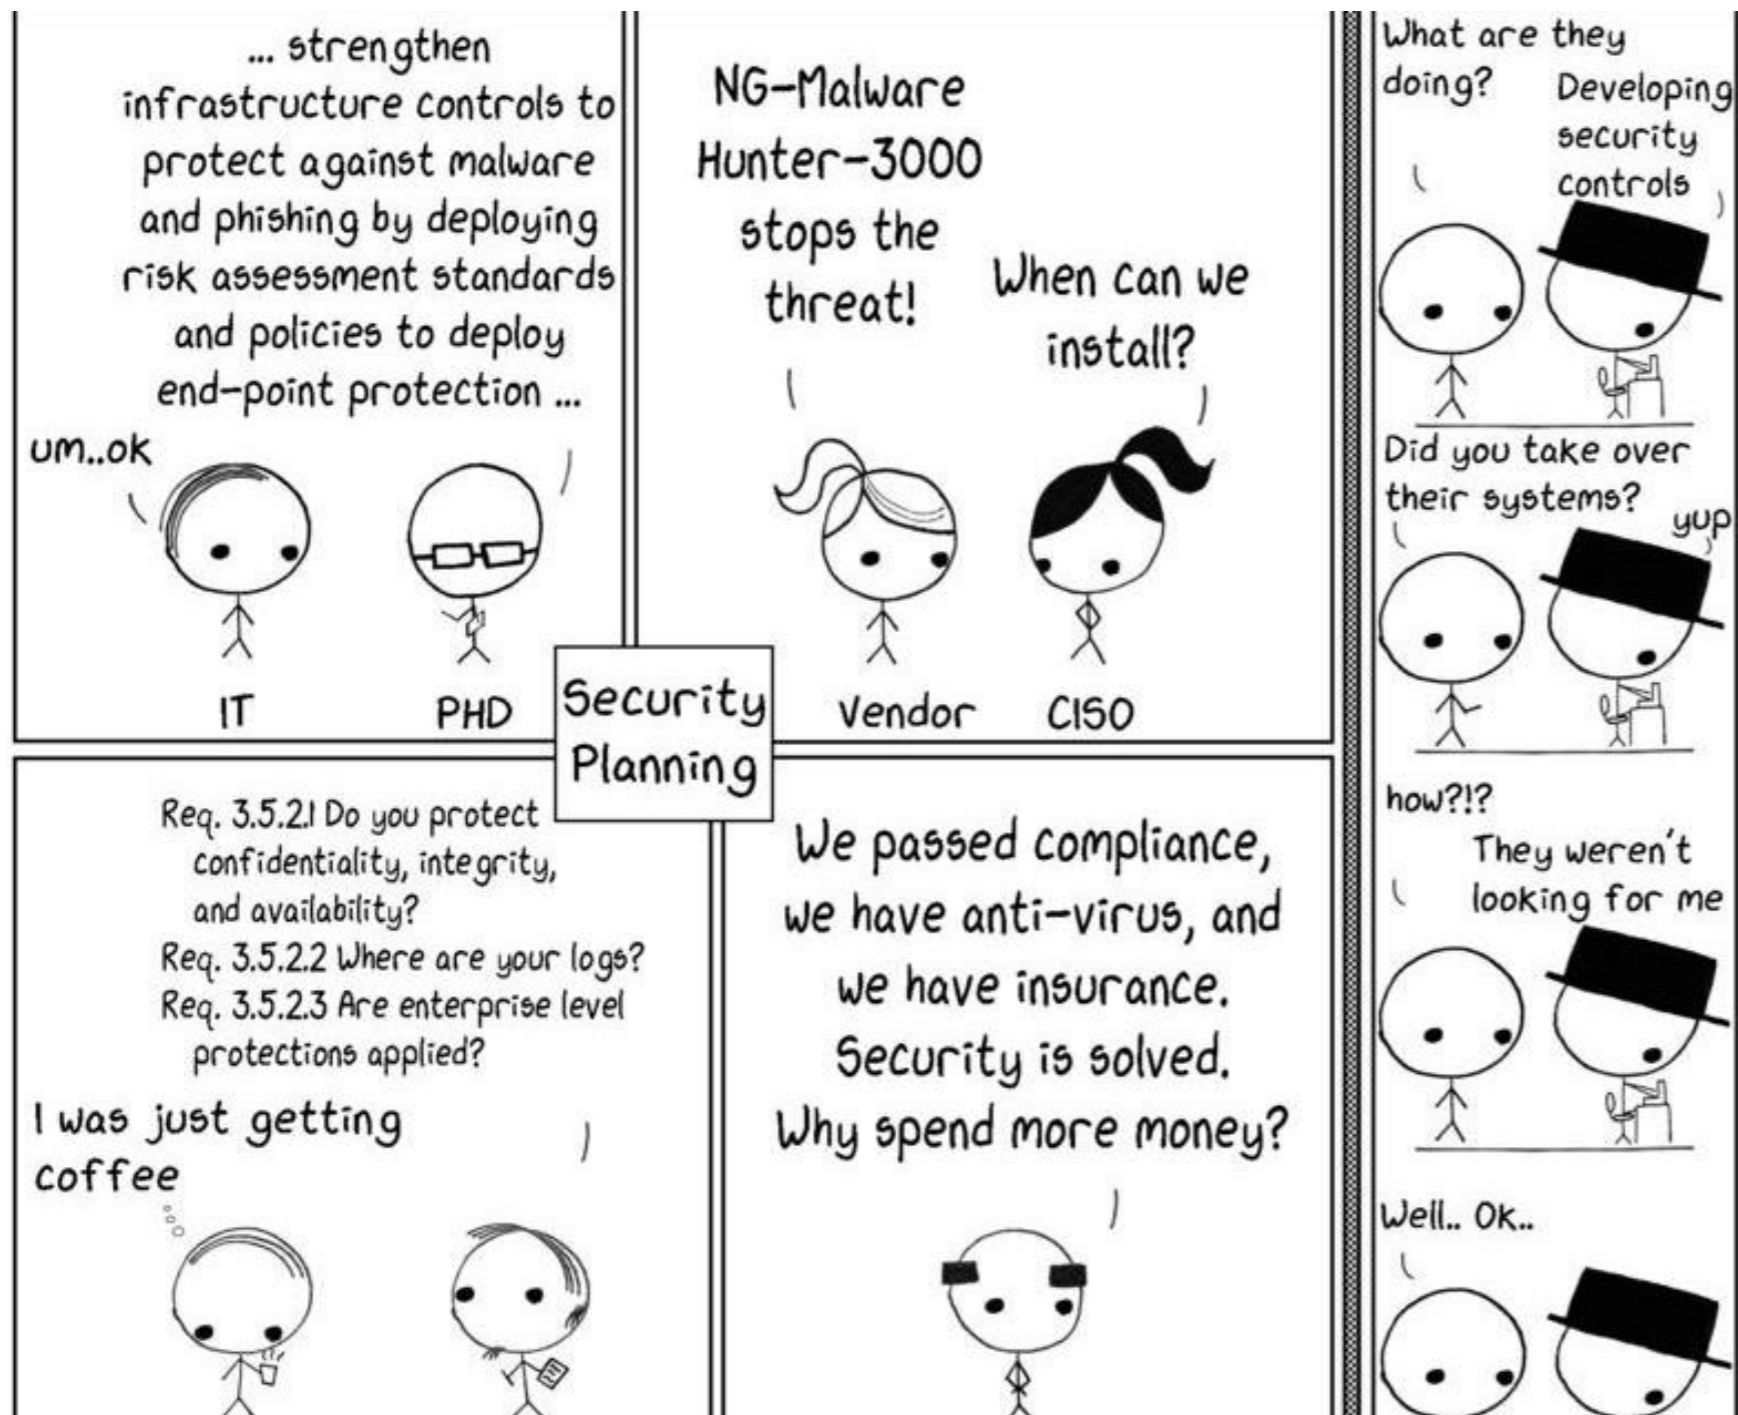 ... strengthen
infrastructure controls to
protect against malware
and phishing by deploying
risk assessment standards
and policies to deploy
end-point protection ...
um..ok
IT
PHD
NG-Malware
Hunter-3000
stops the
threat!
When can we
install?
Vendor
CISO
Security
Planning
Req. 3.5.2.1 Do you protect
confidentiality, integrity,
and availability?
Req. 3.5.2.2 Where are your logs?
Req. 3.5.2.3 Are enterprise level
protections applied?
I was just getting
coffee
We passed compliance,
we have anti-virus, and
we have insurance.
Security is solved.
Why spend more money?
What are they
doing?
Developing
security
controls
Did you take over
their systems?
yup
how?!?
They weren't
looking for me
Well.. Ok..